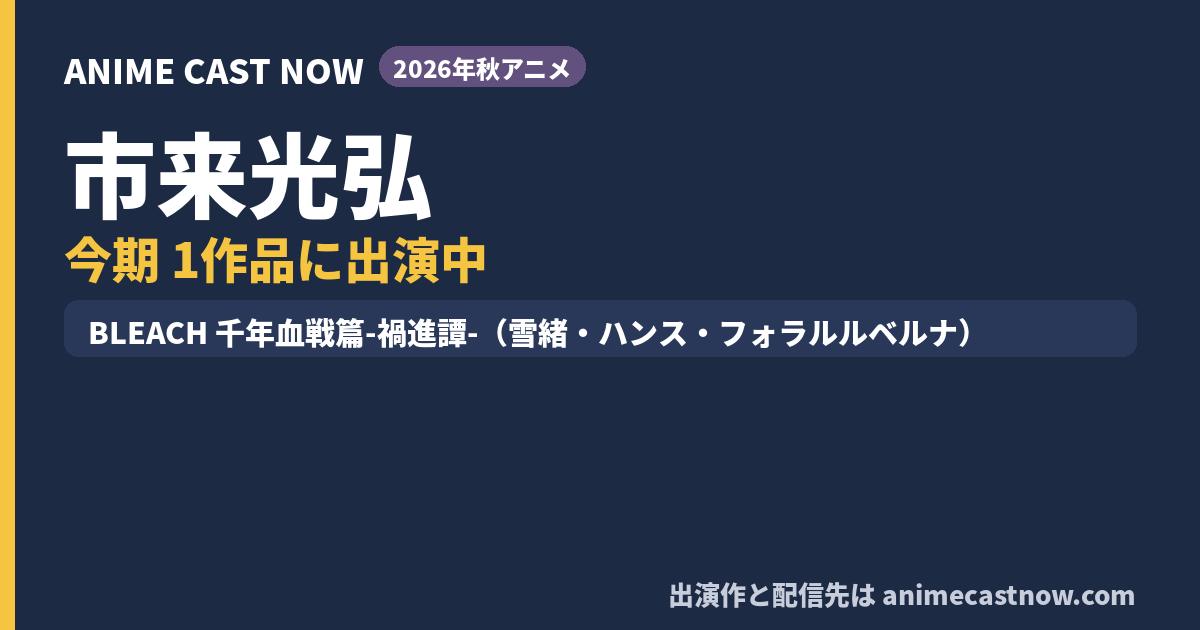 ANIME CAST NOW 2026年秋アニメ
市来光弘
今期 1作品に出演中
BLEACH 千年血戦篇-禍進譚-（雪緒・ハンス・フォラルルベルナ）
出演作と配信先は animecastnow.com